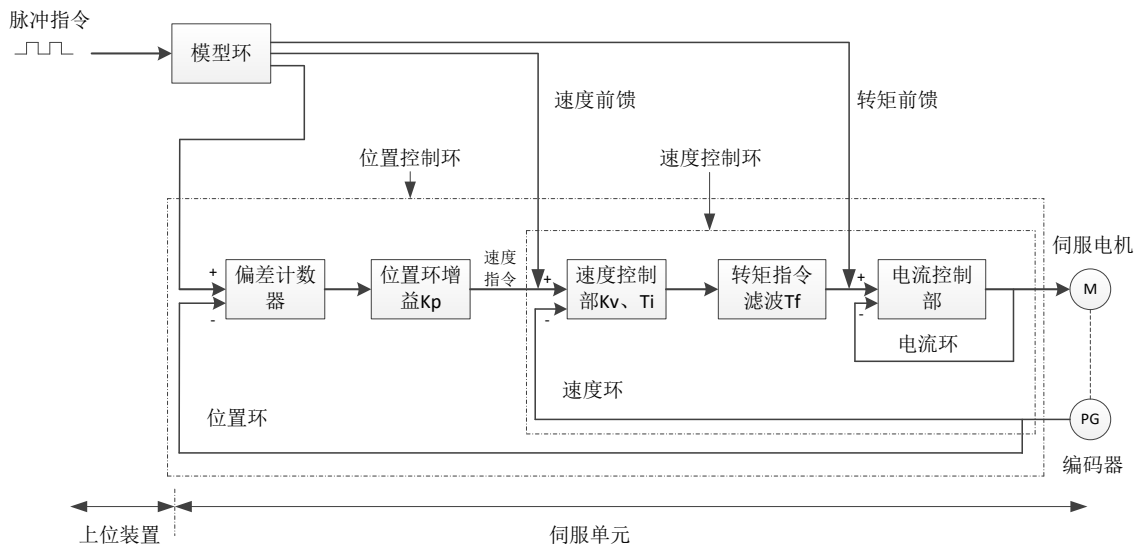 脉冲指令
模型环
速度前馈
转矩前馈
位置控制环
速度控制环
伺服电机
+
偏差计数
器
-
位置环增
益Kp
速度
指令
+
速度控制
部Kv、Ti
-
转矩指令
滤波Tf
+
电流控制
部
-
M
电流环
速度环
位置环
PG
编码器
上位装置
伺服单元